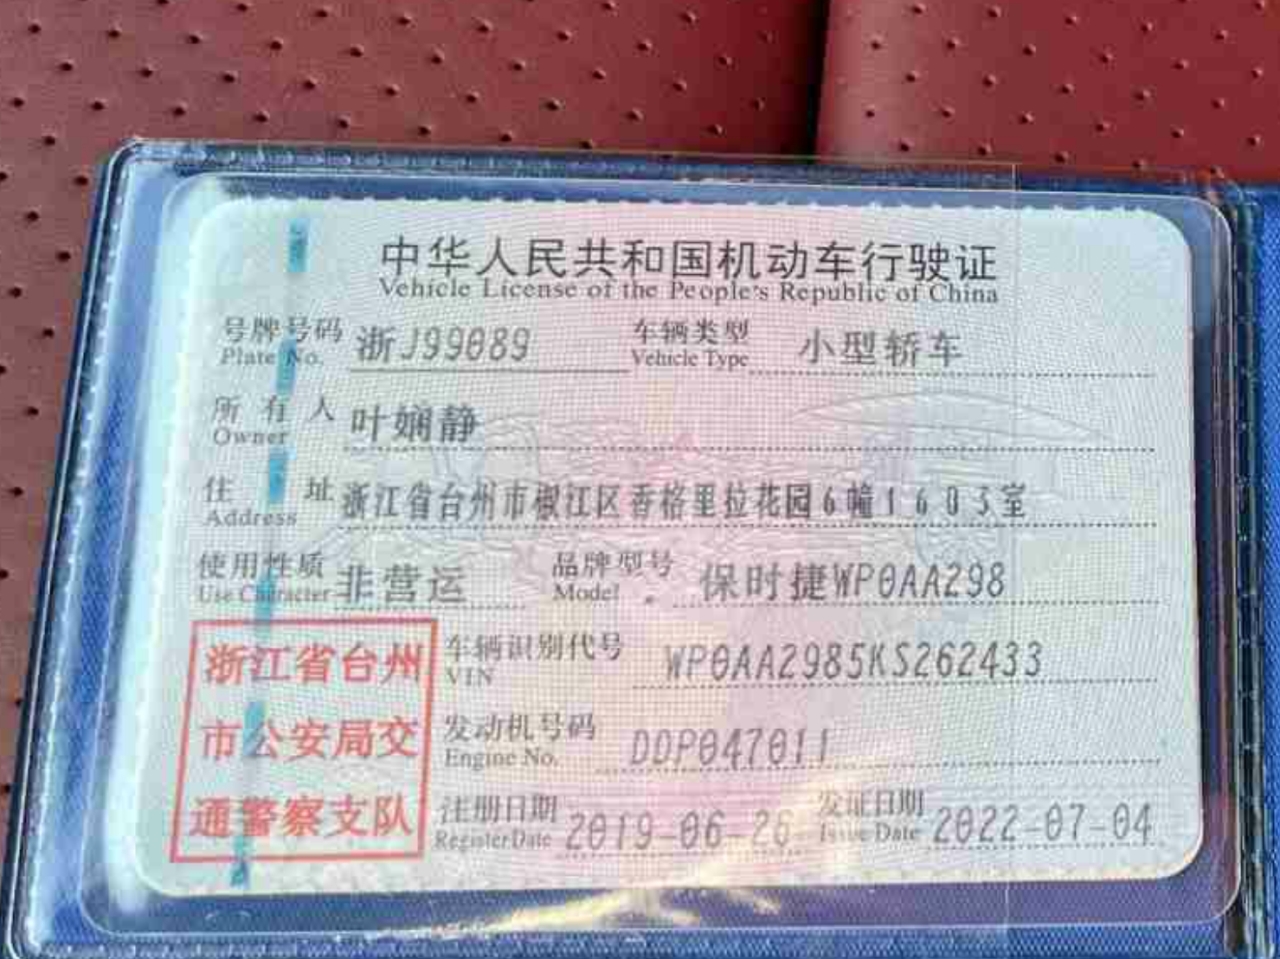 中华人民共和国机动车行驶证
Vehicle License of the People's Republic of China
号牌号码 浙J99089 车辆类型 小型轿车
Plate No. Vehicle Type
所有人 叶娴静
Owner
住址 浙江省台州市椒江区香格里拉花园6幢1603室
Address
使用性质 非营运 品牌型号 保时捷WP0AA298
Use Character Model
浙江省台州 车辆识别代号 WP0AA2985KS262433
VIN
市公安局交 发动机号码 DDP047011
Engine No.
通警察支队 注册日期 2019-06-26 发证日期 2022-07-04
Register Date Issue Date